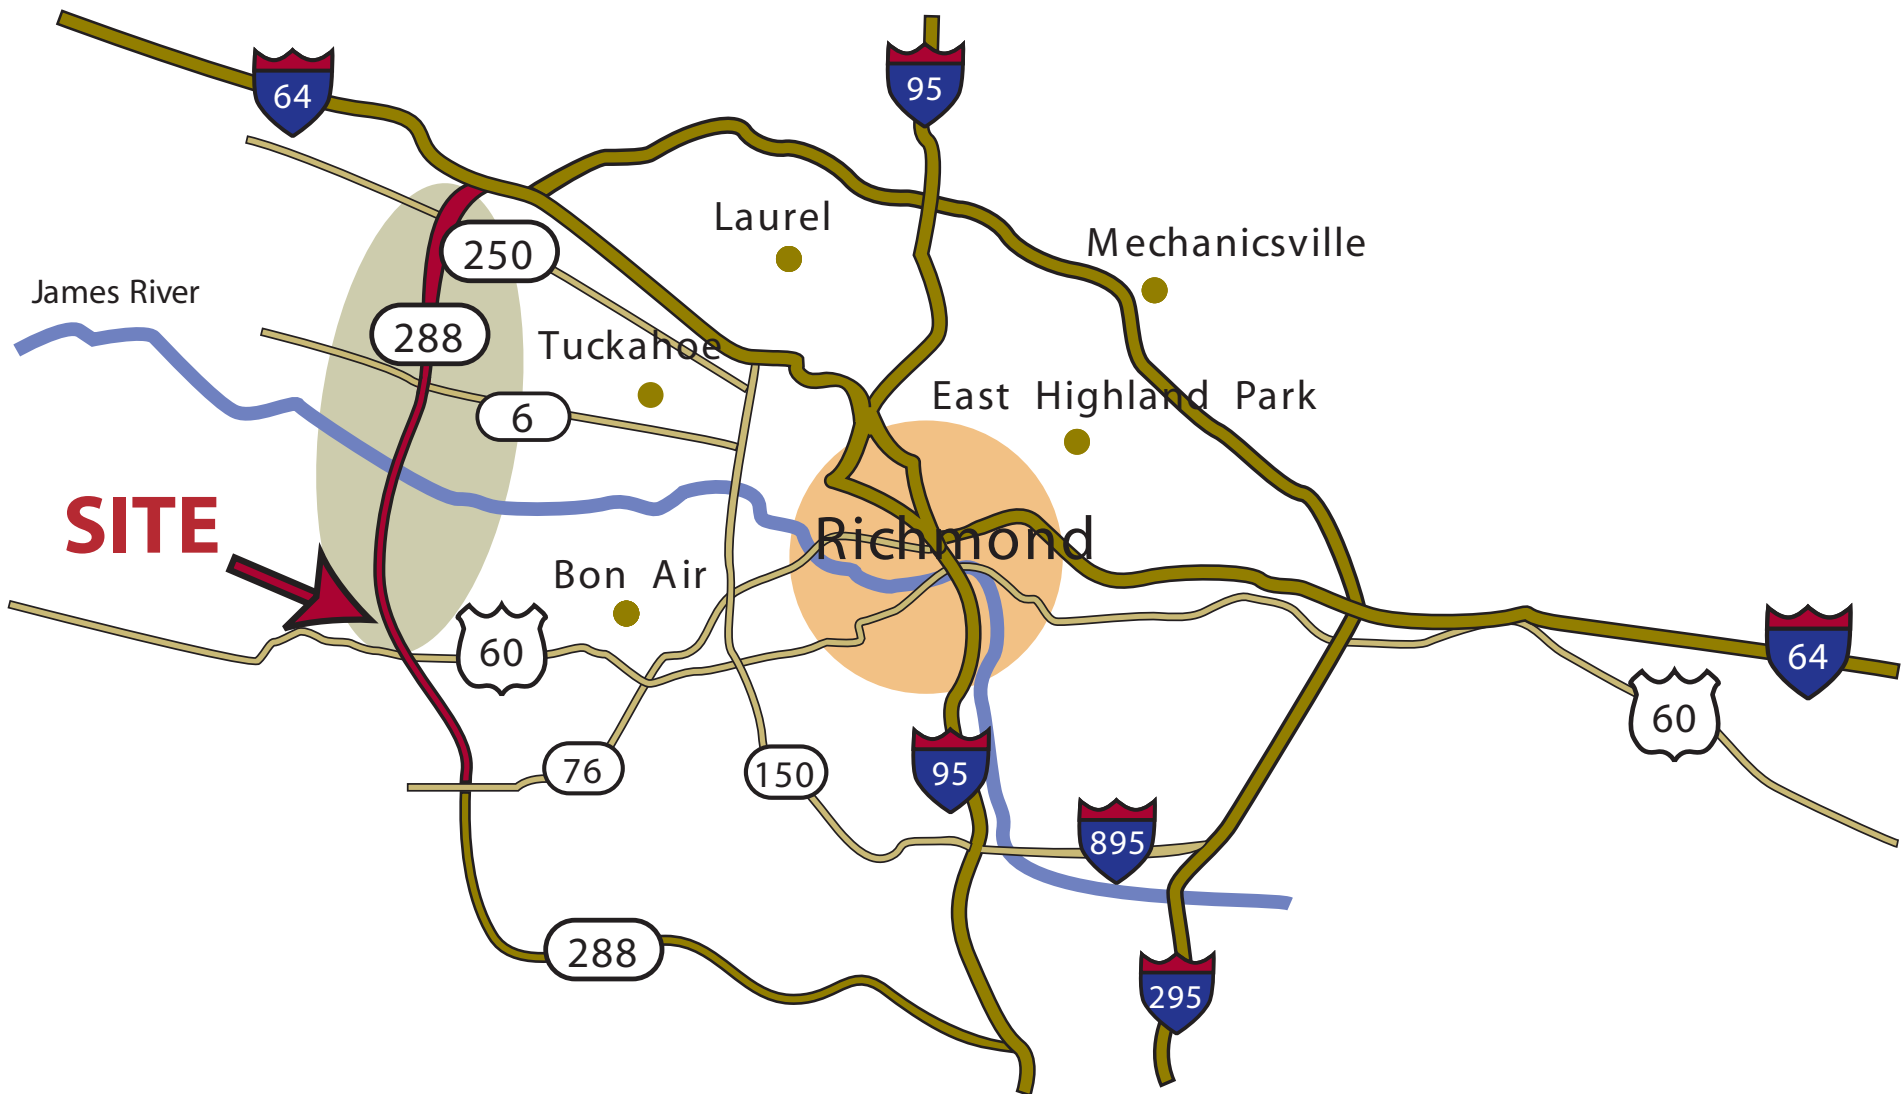 64
95
Laurel
Mechanicsville
250
James River
288
Tuckahoe
6
East Highland Park
SITE
Richmond
Bon Air
60
64
60
76
150
95
895
288
295